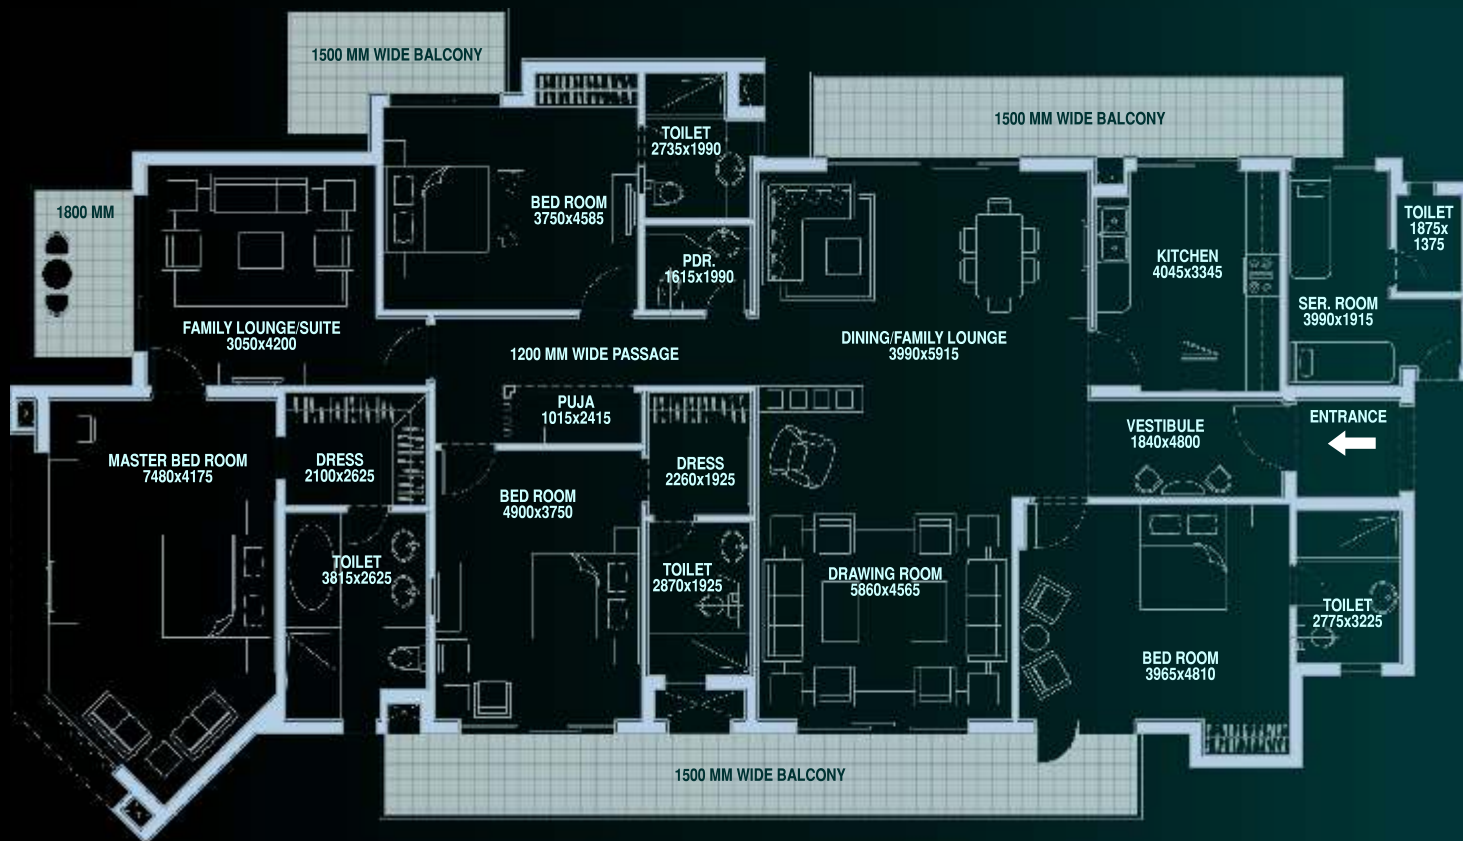 1500 MM WIDE BALCONY
1500 MM WIDE BALCONY
TOILET
2735x1990
1800 MM
BED ROOM
3750x4585
TOILET
1875x
1375
PDR.
1615x1990
KITCHEN
4045x3345
SER. ROOM
3990x1915
FAMILY LOUNGE/SUITE
3050x4200
1200 MM WIDE PASSAGE
DINING/FAMILY LOUNGE
3990x5915
PUJA
1015x2415
VESTIBULE
1840x4800
ENTRANCE
MASTER BED ROOM
7480x4175
DRESS
2100x2625
DRESS
2260x1925
BED ROOM
4900x3750
TOILET
3815x2625
TOILET
2870x1925
DRAWING ROOM
5860x4565
TOILET
2775x3225
BED ROOM
3965x4810
1500 MM WIDE BALCONY